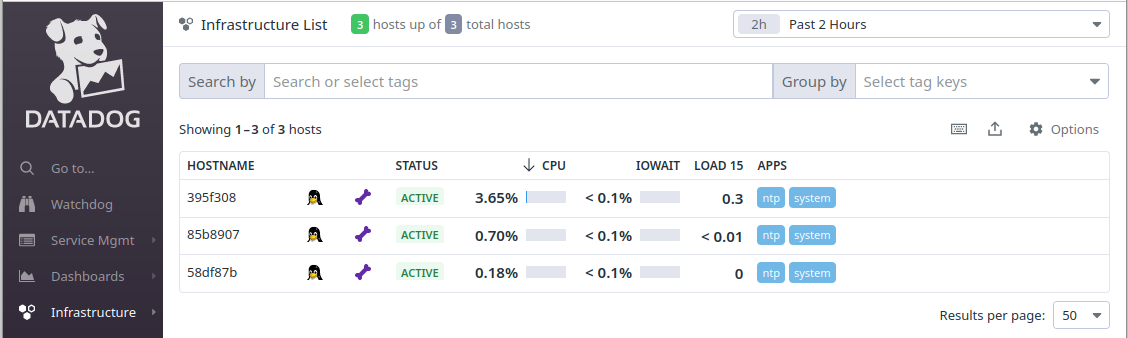 Infrastructure List 3 hosts up of 3 total hosts 2h Past 2 Hours
DATADOG
Go to...
Watchdog
Service Mgmt
Dashboards
Infrastructure
Search by Search or select tags Group by Select tag keys
Showing 1–3 of 3 hosts Options
HOSTNAME STATUS CPU IOWAIT LOAD 15 APPS
395f308 ACTIVE 3.65% < 0.1% 0.3 ntp system
85b8907 ACTIVE 0.70% < 0.1% < 0.01 ntp system
58df87b ACTIVE 0.18% < 0.1% 0 ntp system
Results per page: 50